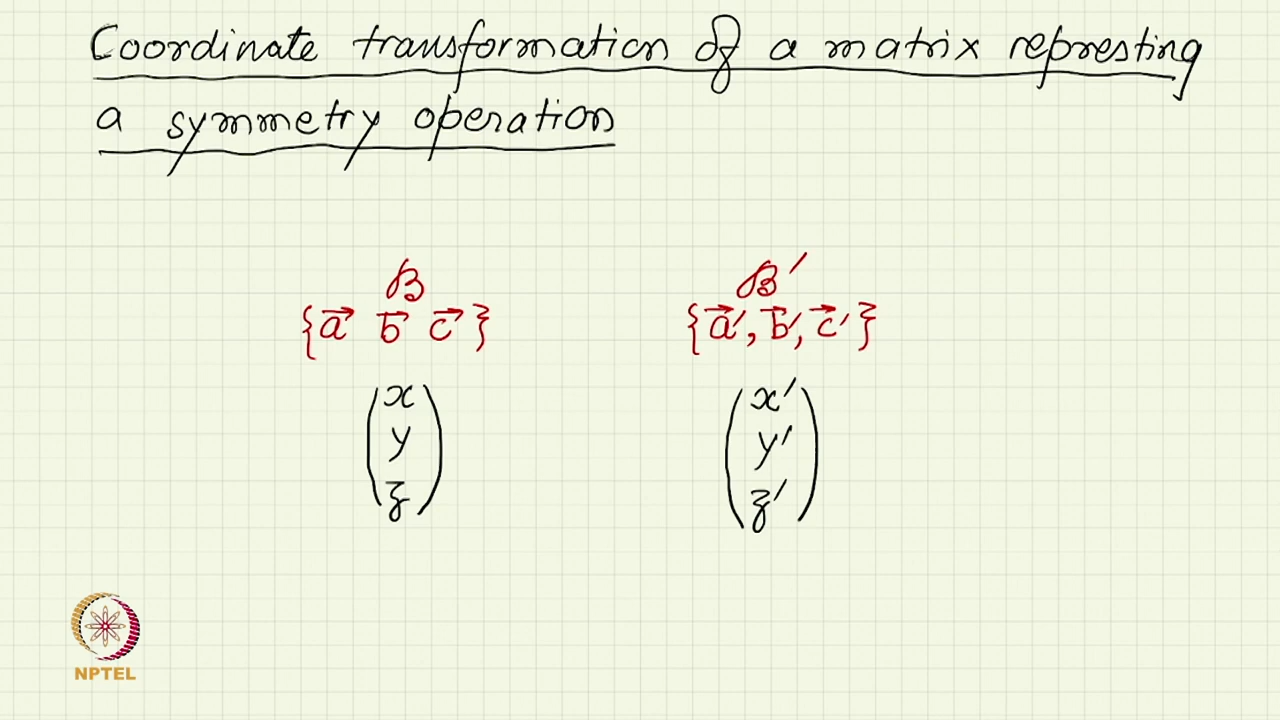 Coordinate transformation of a matrix represting
a symmetry operation
B B′
{a⃗ b⃗ c⃗} {a⃗′, b⃗′, c⃗′}
x x′
y y′
z z′
NPTEL